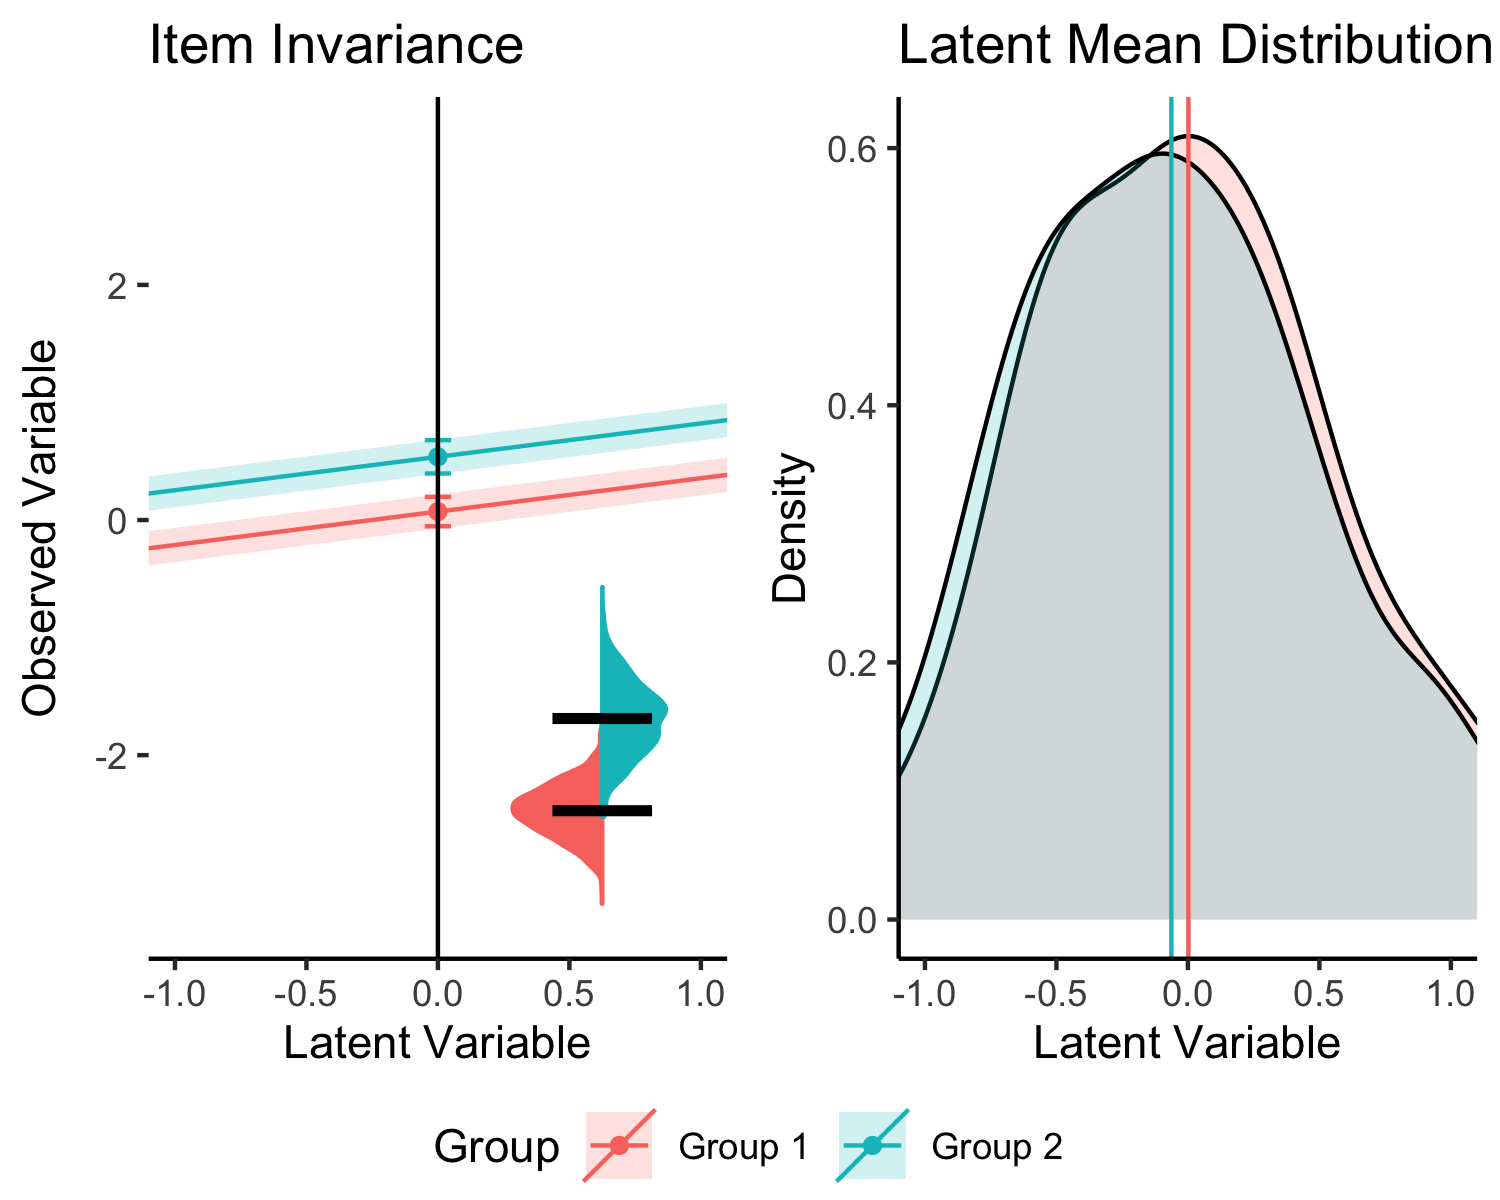 Item Invariance
Observed Variable
2
0
-2
-1.0 -0.5 0.0 0.5 1.0
Latent Variable
Latent Mean Distribution
Density
0.6
0.4
0.2
0.0
-1.0 -0.5 0.0 0.5 1.0
Latent Variable
Group Group 1 Group 2